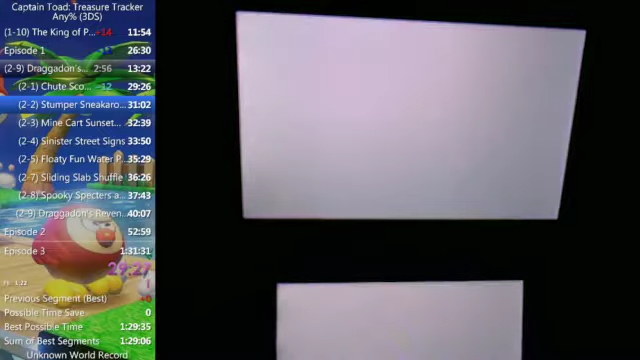 Captain Toad: Treasure Tracker
Any% (3DS)
(1-10) The King of P... +14 11:54
Episode 1 26:30
(2-9) Draggadon's... 2:56 13:22
(2-1) Chute Sco... -12 29:26
(2-2) Stumper Sneakaro... 31:02
(2-3) Mine Cart Sunset... 32:39
(2-4) Sinister Street Signs 33:50
(2-5) Floaty Fun Water P... 35:29
(2-7) Sliding Slab Shuffle 36:26
(2-8) Spooky Specters a... 37:43
(2-9) Draggadon's Reven... 40:07
Episode 2 52:59
Episode 3 1:31:31
29:27
Previous Segment (Best) +0
Possible Time Save 0
Best Possible Time 1:29:35
Sum of Best Segments 1:29:06
Unknown World Record